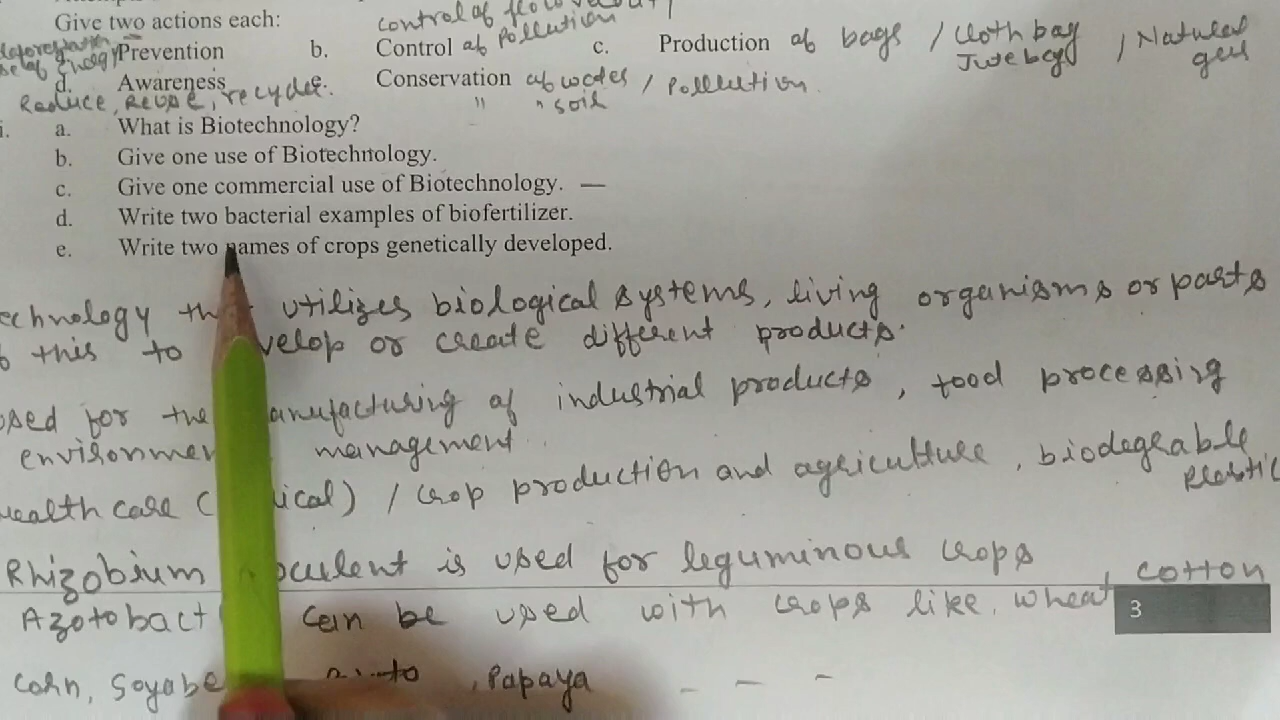 Give two actions each:
control of
Prevention b. Control of Pollution c. Production of bags / cloth bag / Natural
Jute bag gas
d. Awareness e. Conservation of / Pollution
Reduce, Reuse, recycle. " " soil
i. a. What is Biotechnology?
b. Give one use of Biotechnology.
c. Give one commercial use of Biotechnology. —
d. Write two bacterial examples of biofertilizer.
e. Write two names of crops genetically developed.
echnology utilizes biological systems, living organisms or parts
this to velop or create different products.
sed for the anufacturing of industrial products, food processing
environmen management.
health care ( ical) / crop production and agriculture, biodegrable
Plastic
Rhizobium oculent is used for leguminous crops
, cotton
Azotobact can be used with crops like, wheat
3
corn, Soyabe , Papaya - - -